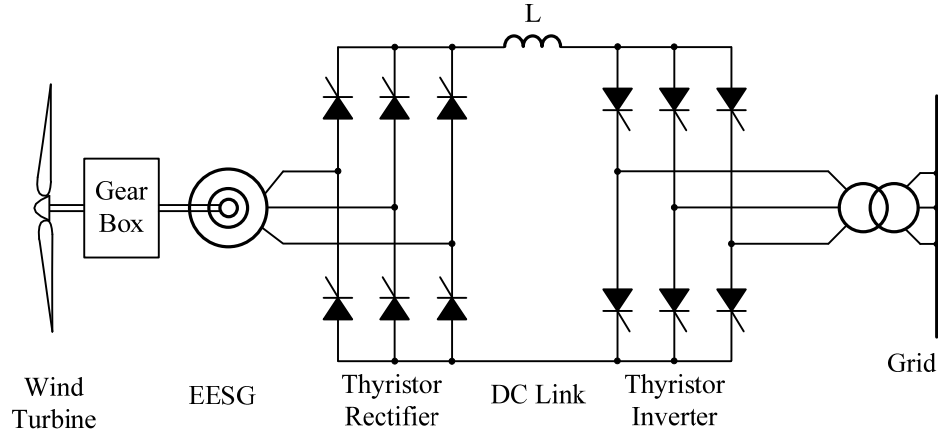 L
Gear
Box
Grid
Wind
Turbine
EESG
Thyristor
Rectifier
DC Link
Thyristor
Inverter